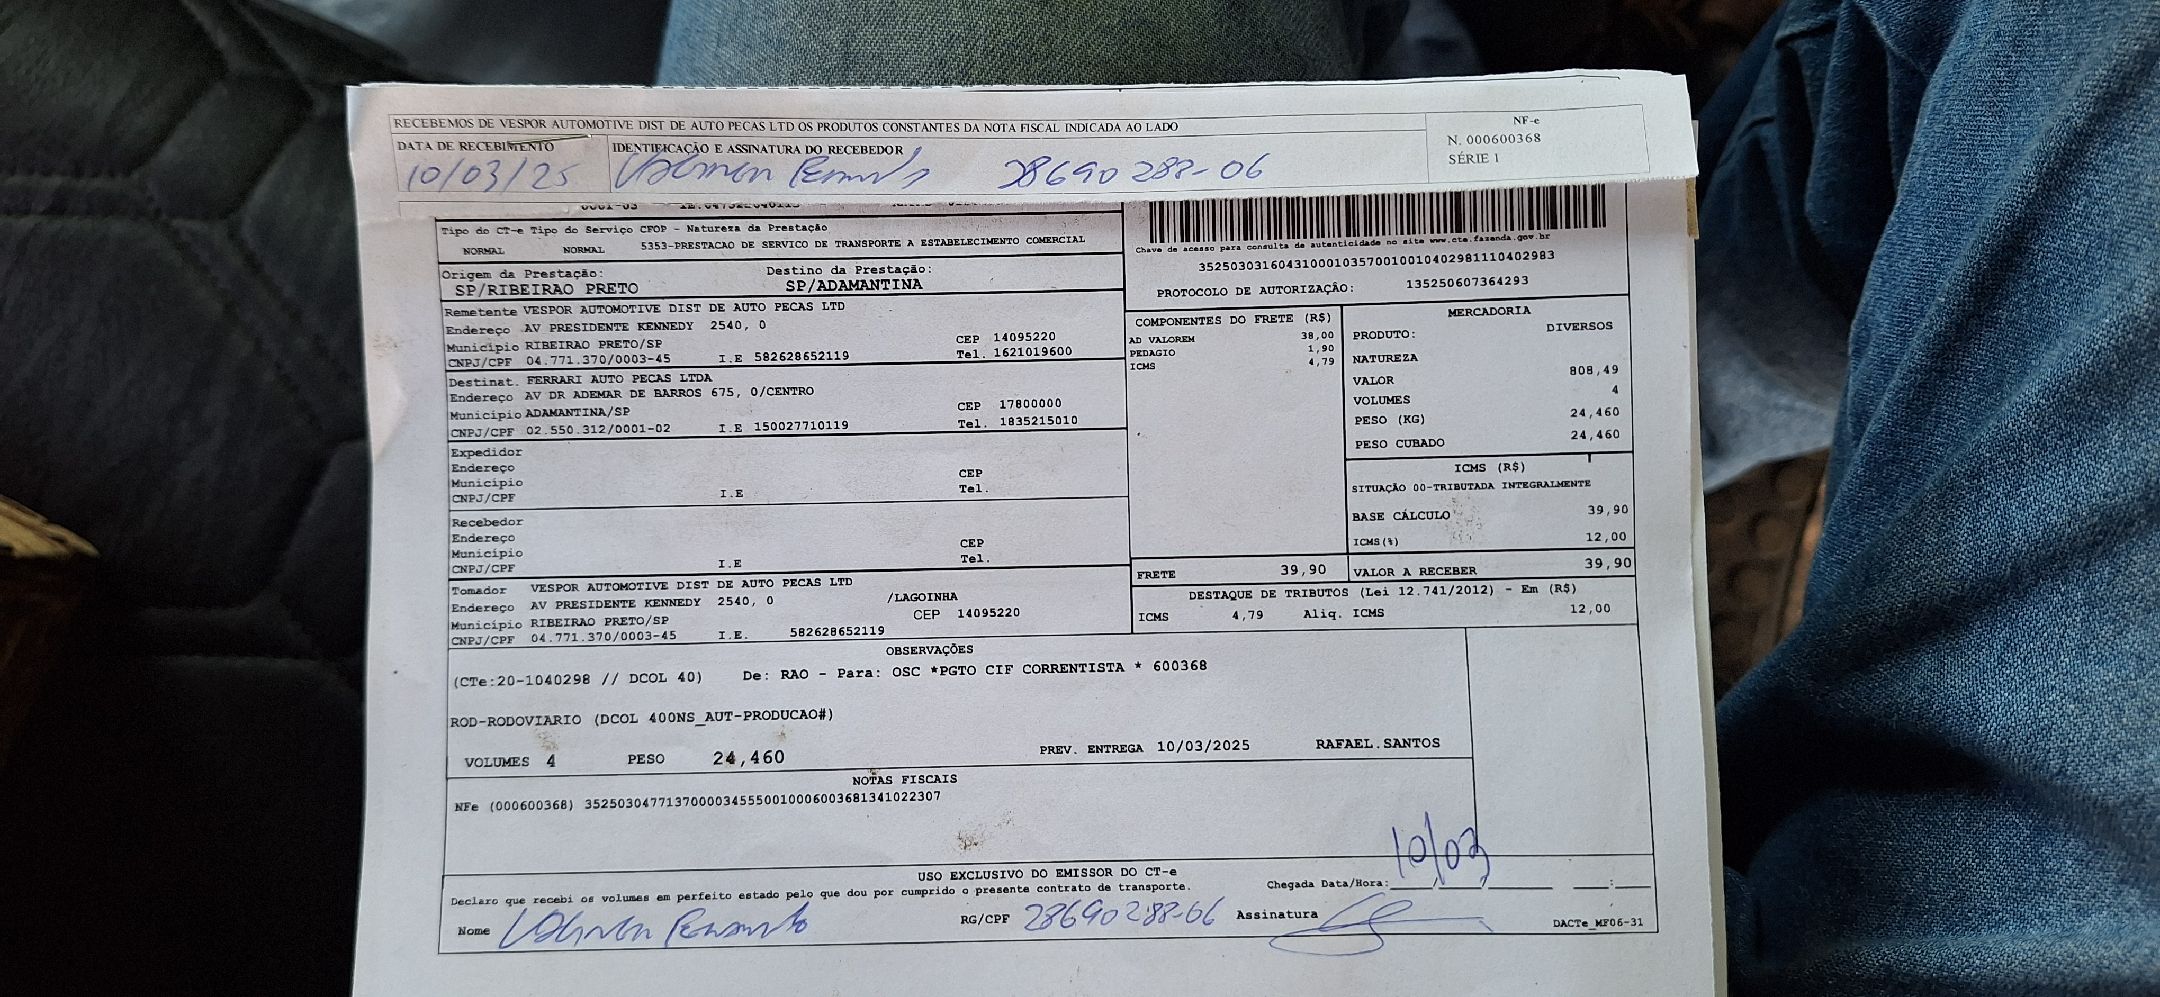 RECEBEMOS DE VESPOR AUTOMOTIVE DIST DE AUTO PECAS LTD OS PRODUTOS CONSTANTES DA NOTA FISCAL INDICADA AO LADO
NF-e
N. 000600368
SÉRIE 1
DATA DE RECEBIMENTO
10/03/25
IDENTIFICAÇÃO E ASSINATURA DO RECEBEDOR
Tipo do CT-e Tipo do Serviço CFOP - Natureza da Prestação
NORMAL NORMAL 5353-PRESTACAO DE SERVICO DE TRANSPORTE A ESTABELECIMENTO COMERCIAL
Origem da Prestação: Destino da Prestação:
SP/RIBEIRAO PRETO SP/ADAMANTINA
Chave de acesso para consulta de autenticidade no site www.cte.fazenda.gov.br
35250303160431000103570010010402981110402983
PROTOCOLO DE AUTORIZAÇÃO: 135250607364293
Remetente VESPOR AUTOMOTIVE DIST DE AUTO PECAS LTD
Endereço AV PRESIDENTE KENNEDY 2540, 0
Município RIBEIRAO PRETO/SP CEP 14095220
CNPJ/CPF 04.771.370/0003-45 I.E 582628652119 Tel. 1621019600
Destinat. FERRARI AUTO PECAS LTDA
Endereço AV DR ADEMAR DE BARROS 675, 0/CENTRO
Município ADAMANTINA/SP CEP 17800000
CNPJ/CPF 02.550.312/0001-02 I.E 150027710119 Tel. 1835215010
Expedidor
Endereço CEP
Município Tel.
CNPJ/CPF I.E
Recebedor
Endereço CEP
Município Tel.
CNPJ/CPF I.E
Tomador VESPOR AUTOMOTIVE DIST DE AUTO PECAS LTD
Endereço AV PRESIDENTE KENNEDY 2540, 0 /LAGOINHA
Município RIBEIRAO PRETO/SP CEP 14095220
CNPJ/CPF 04.771.370/0003-45 I.E. 582628652119
COMPONENTES DO FRETE (R$)
AD VALOREM 38,00
PEDAGIO 1,90
ICMS 4,79
FRETE 39,90
MERCADORIA
PRODUTO: DIVERSOS
NATUREZA
VALOR 808,49
VOLUMES 4
PESO (KG) 24,460
PESO CUBADO 24,460
ICMS (R$)
SITUAÇÃO 00-TRIBUTADA INTEGRALMENTE
BASE CÁLCULO 39,90
ICMS(%) 12,00
VALOR A RECEBER 39,90
DESTAQUE DE TRIBUTOS (Lei 12.741/2012) - Em (R$)
ICMS 4,79 Aliq. ICMS 12,00
OBSERVAÇÕES
(CTe:20-1040298 // DCOL 40) De: RAO - Para: OSC *PGTO CIF CORRENTISTA * 600368
ROD-RODOVIARIO (DCOL 400NS_AUT-PRODUCAO#)
VOLUMES 4 PESO 24,460 PREV. ENTREGA 10/03/2025 RAFAEL.SANTOS
NOTAS FISCAIS
NFe (000600368) 35250304771370000345550010006003681341022307
USO EXCLUSIVO DO EMISSOR DO CT-e
Declaro que recebi os volumes em perfeito estado pelo que dou por cumprido o presente contrato de transporte.
Chegada Data/Hora: 10/03
Nome
RG/CPF
Assinatura
DACTe_MF06-31